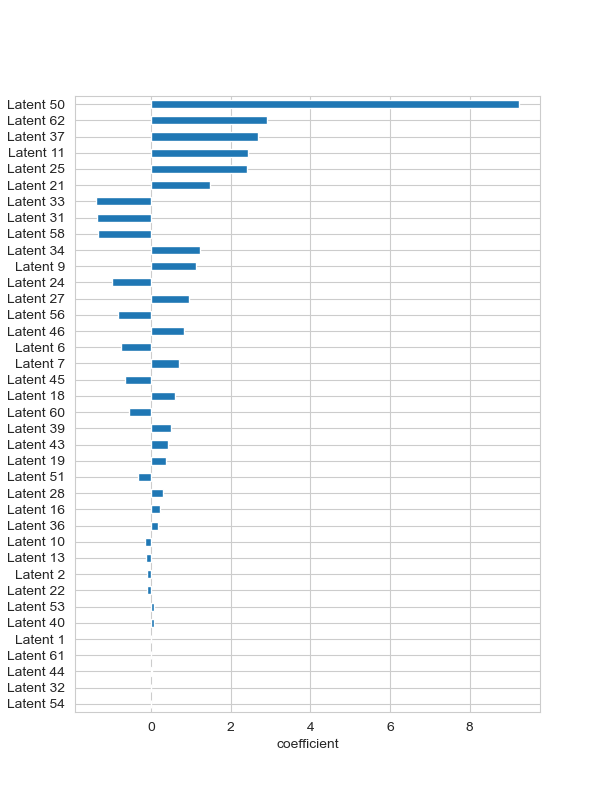 Latent 50
Latent 62
Latent 37
Latent 11
Latent 25
Latent 21
Latent 33
Latent 31
Latent 58
Latent 34
Latent 9
Latent 24
Latent 27
Latent 56
Latent 46
Latent 6
Latent 7
Latent 45
Latent 18
Latent 60
Latent 39
Latent 43
Latent 19
Latent 51
Latent 28
Latent 16
Latent 36
Latent 10
Latent 13
Latent 2
Latent 22
Latent 53
Latent 40
Latent 1
Latent 61
Latent 44
Latent 32
Latent 54
0 2 4 6 8
coefficient